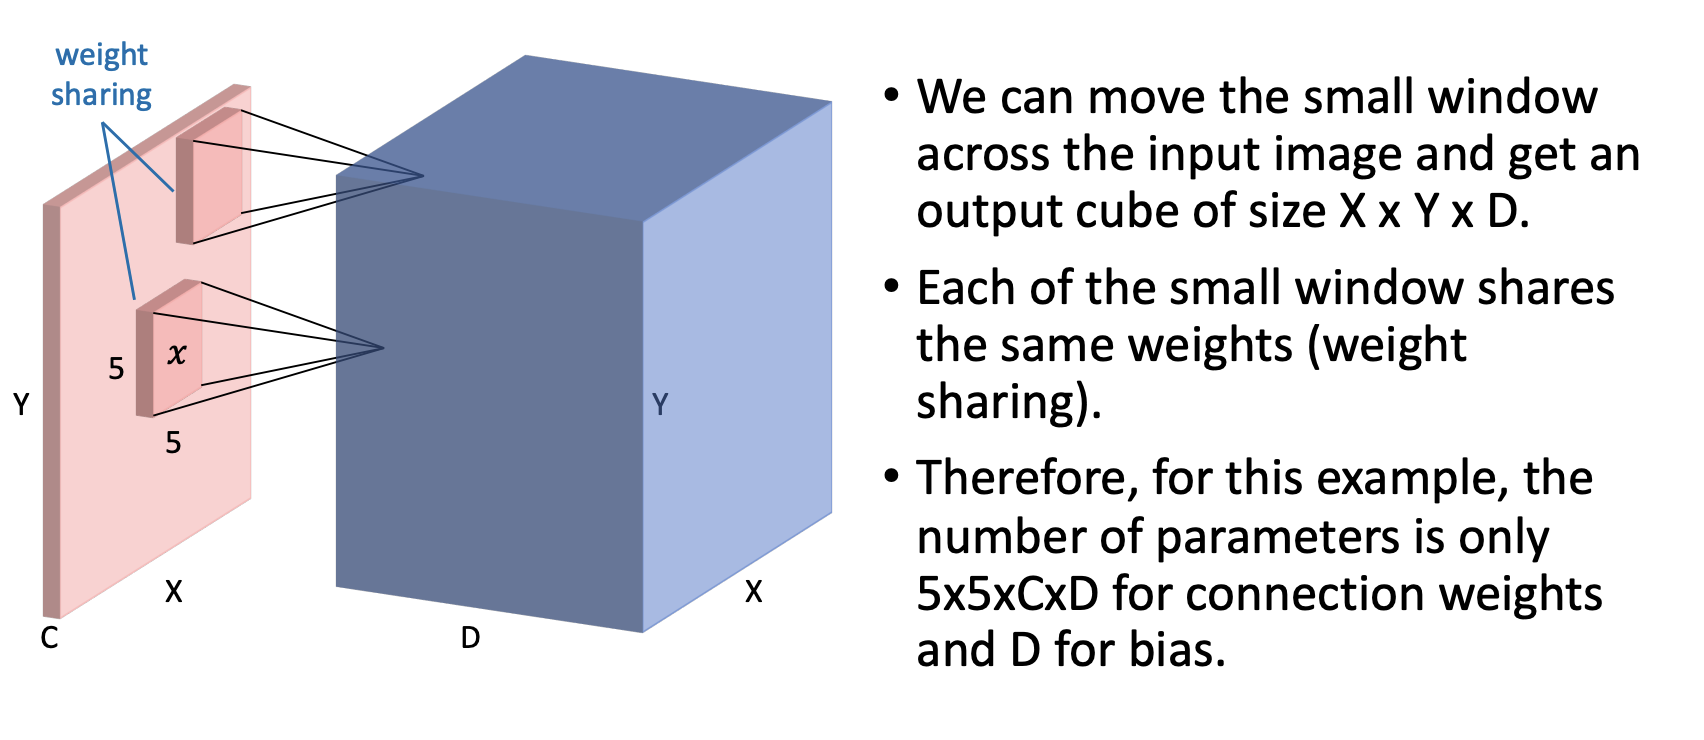 weight
sharing
5
x
5
Y
X
C
D
Y
X
• We can move the small window
across the input image and get an
output cube of size X x Y x D.
• Each of the small window shares
the same weights (weight
sharing).
• Therefore, for this example, the
number of parameters is only
5x5xCxD for connection weights
and D for bias.